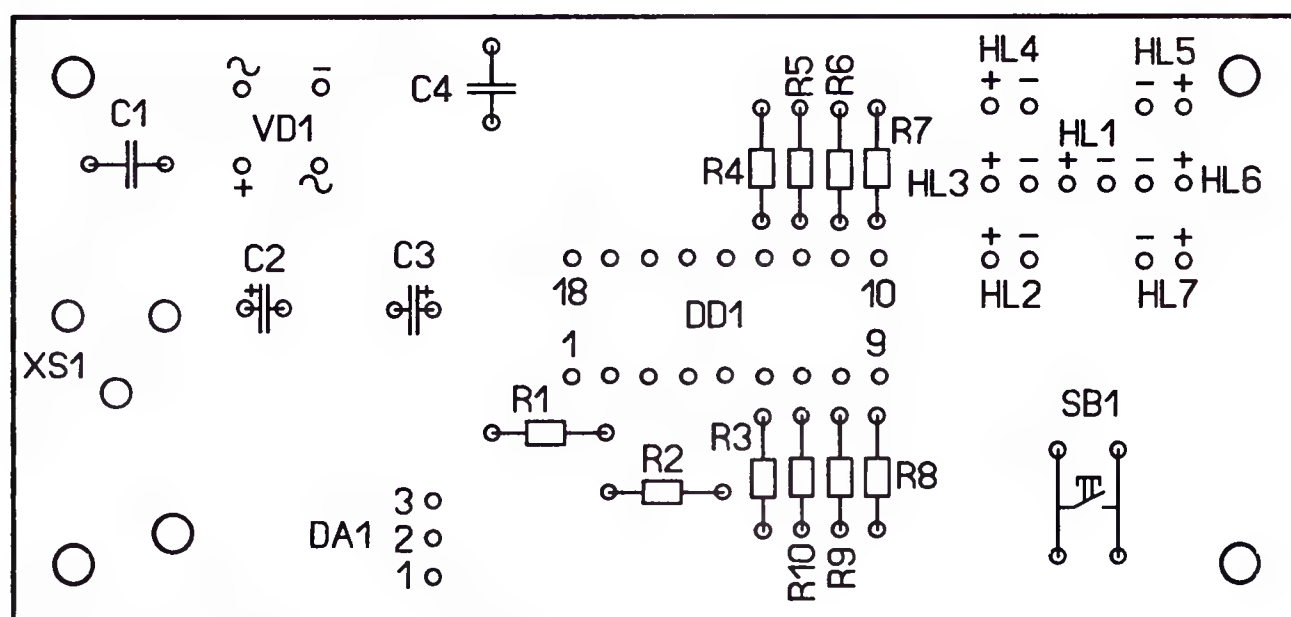 HL4 HL5
~ - C4 R5 R6 + - - +
C1 VD1 R7 HL1
R4 HL3 + - + - - + HL6
+ ~
C2 C3 + - - +
+ + 18 10 HL2 HL7
DD1
XS1 1 9
R1 SB1
R3
R2 R8
3
DA1 2
1 R10 R9